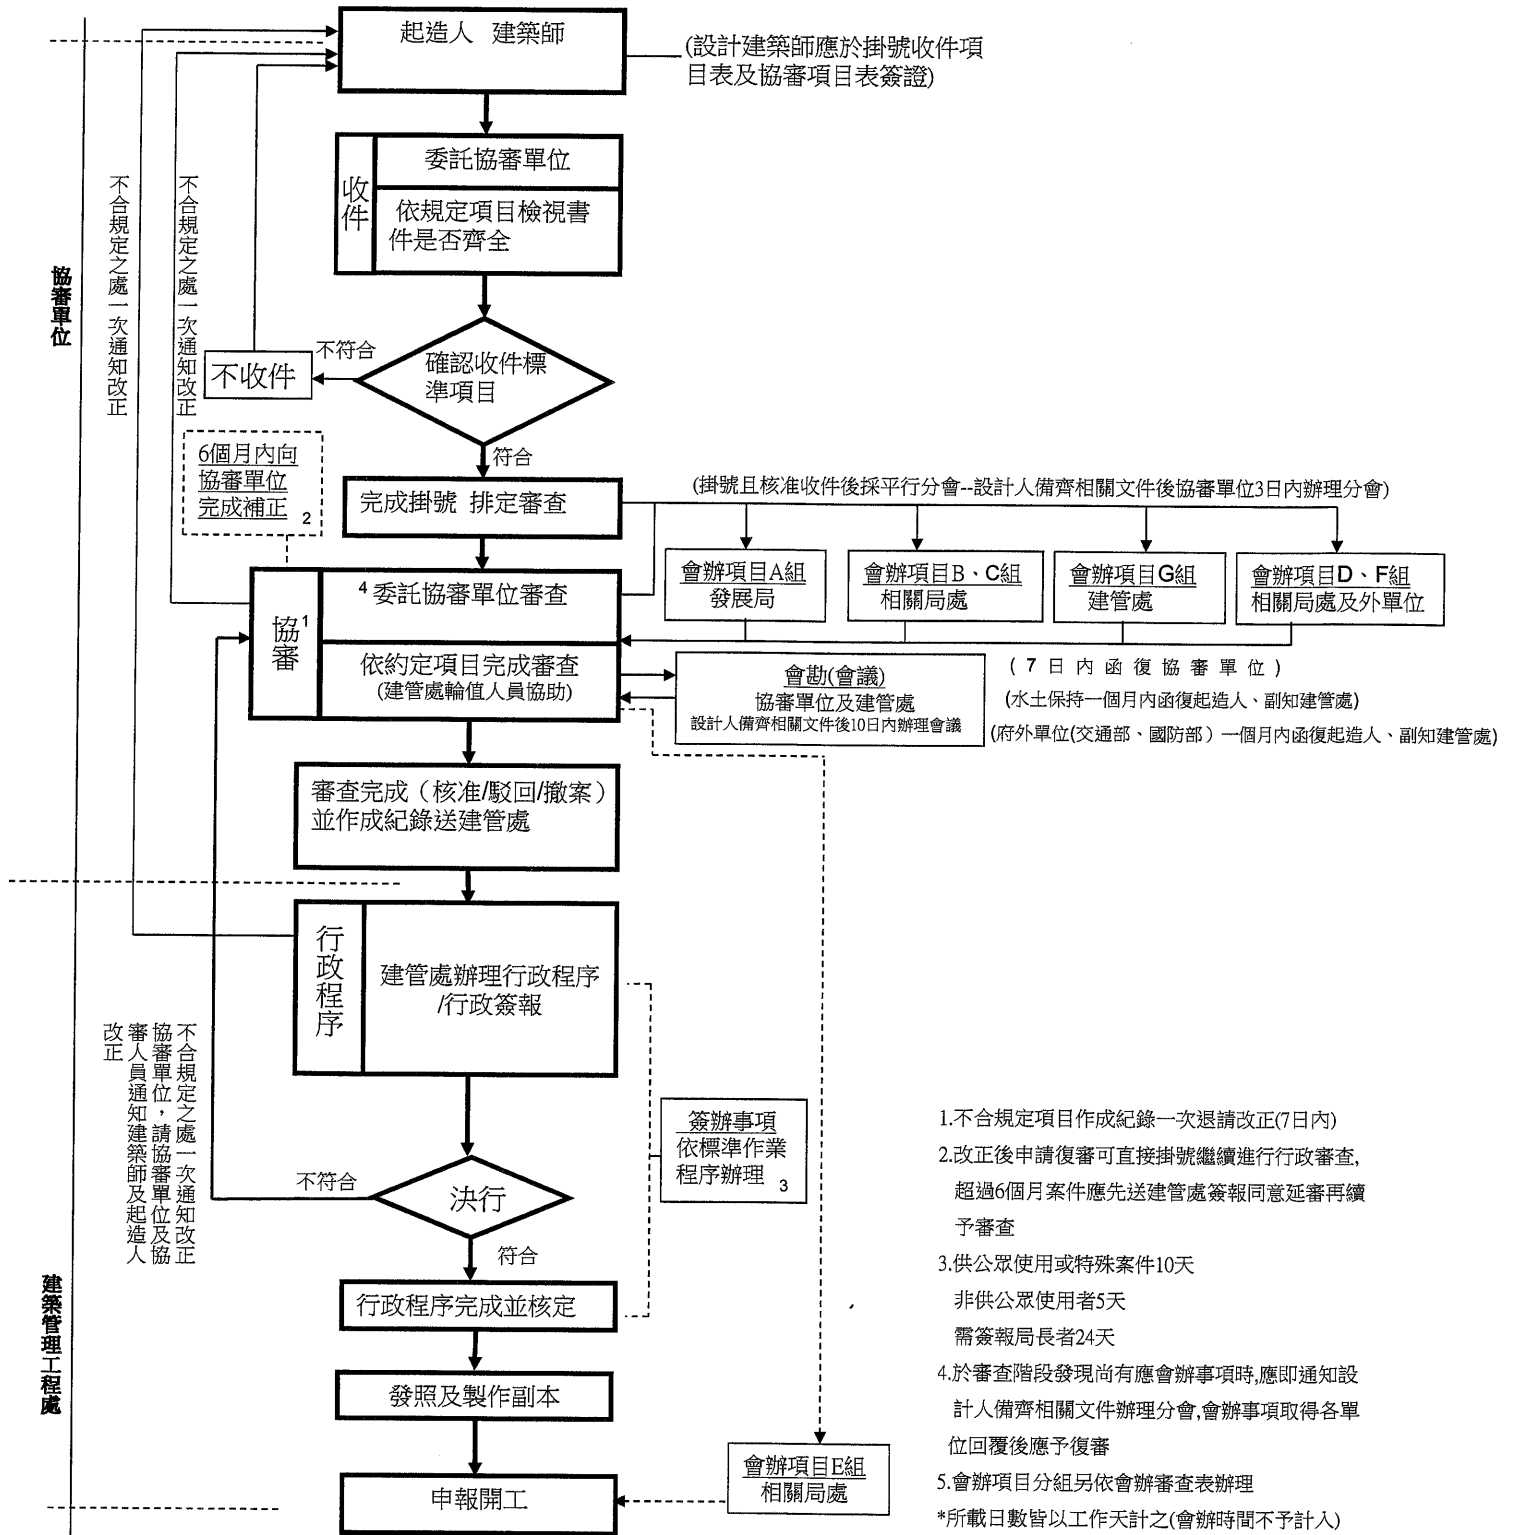 起造人 建築師
(設計建築師應於掛號收件項
目表及協審項目表簽證)
收件
委託協審單位
依規定項目檢視書
件是否齊全
不合規定之處一次通知改正
不合規定之處一次通知改正
協審單位
確認收件標
準項目
不符合
不收件
符合
6個月內向
協審單位
完成補正 2
完成掛號 排定審查
(掛號且核准收件後採平行分會--設計人備齊相關文件後協審單位3日內辦理分會)
會辦項目A組
發展局
會辦項目B、C組
相關局處
會辦項目G組
建管處
會辦項目D、F組
相關局處及外單位
協審1
4委託協審單位審查
依約定項目完成審查
(建管處輪值人員協助)
會勘(會議)
協審單位及建管處
設計人備齊相關文件後10日內辦理會議
(7日內函復協審單位)
(水土保持一個月內函復起造人、副知建管處)
(府外單位(交通部、國防部）一個月內函復起造人、副知建管處)
審查完成（核准/駁回/撤案）
並作成紀錄送建管處
行政程序
建管處辦理行政程序
/行政簽報
不合規定之處一次通知改正
協審單位，請協審單位及協
審人員通知建築師及起造人
改正
簽辦事項
依標準作業
程序辦理 3
決行
不符合
符合
行政程序完成並核定
發照及製作副本
申報開工
會辦項目E組
相關局處
建築管理工程處
1.不合規定項目作成紀錄一次退請改正(7日內)
2.改正後申請復審可直接掛號繼續進行行政審查,
超過6個月案件應先送建管處簽報同意延審再續
予審查
3.供公眾使用或特殊案件10天
非供公眾使用者5天
需簽報局長者24天
4.於審查階段發現尚有應會辦事項時,應即通知設
計人備齊相關文件辦理分會,會辦事項取得各單
位回覆後應予復審
5.會辦項目分組另依會辦審查表辦理
*所載日數皆以工作天計之(會辦時間不予計入)